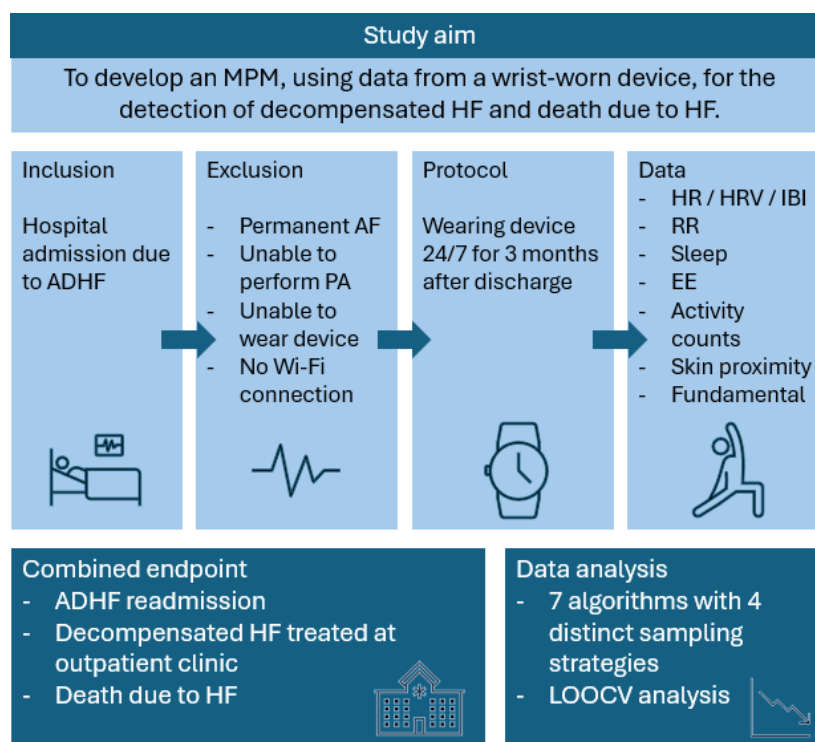 Study aim
To develop an MPM, using data from a wrist-worn device, for the
detection of decompensated HF and death due to HF.
Inclusion
Hospital
admission due
to ADHF
Exclusion
- Permanent AF
- Unable to
perform PA
- Unable to
wear device
- No Wi-Fi
connection
Protocol
Wearing device
24/7 for 3 months
after discharge
Data
- HR / HRV / IBI
- RR
- Sleep
- EE
- Activity
counts
- Skin proximity
- Fundamental
Combined endpoint
- ADHF readmission
- Decompensated HF treated at
outpatient clinic
- Death due to HF
Data analysis
- 7 algorithms with 4
distinct sampling
strategies
- LOOCV analysis